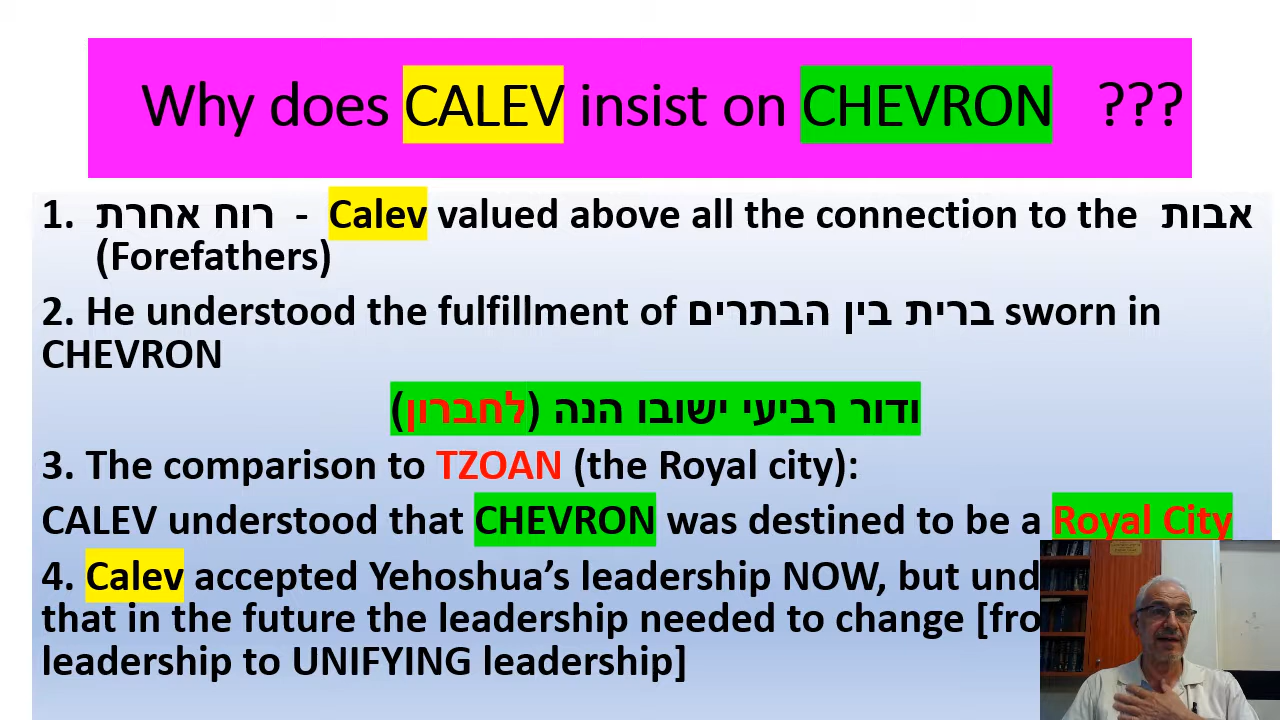 Why does CALEV insist on CHEVRON ???
1. רוח אחרת - Calev valued above all the connection to the אבות
(Forefathers)
2. He understood the fulfillment of ברית בין הבתרים sworn in
CHEVRON
ודור רביעי ישובו הנה (לחברון)
3. The comparison to TZOAN (the Royal city):
CALEV understood that CHEVRON was destined to be a Royal City
4. Calev accepted Yehoshua's leadership NOW, but
that in the future the leadership needed to change
leadership to UNIFYING leadership]